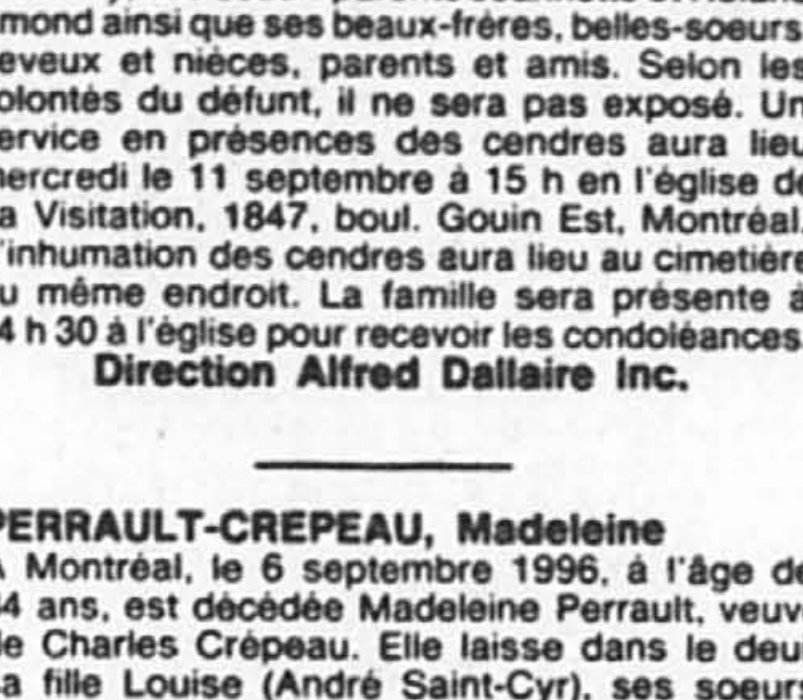 mond ainsi que ses beaux-frères, belles-soeurs
eveux et nièces, parents et amis. Selon les
olontés du défunt, il ne sera pas exposé. Un
ervice en présences des cendres aura lieu
ercredi le 11 septembre à 15 h en l'église de
a Visitation, 1847, boul. Gouin Est, Montréal.
'inhumation des cendres aura lieu au cimetière
u même endroit. La famille sera présente à
4 h 30 à l'église pour recevoir les condoléances.
Direction Alfred Dallaire Inc.
PERRAULT-CREPEAU, Madeleine
A Montréal, le 6 septembre 1996, à l'âge de
4 ans, est décédée Madeleine Perrault, veuv
de Charles Crépeau. Elle laisse dans le deui
sa fille Louise (André Saint-Cyr), ses soeurs